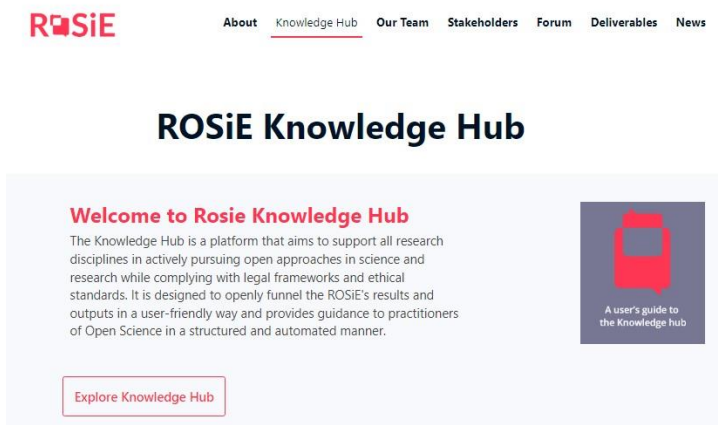 ROSiE
About Knowledge Hub Our Team Stakeholders Forum Deliverables News
ROSiE Knowledge Hub
Welcome to Rosie Knowledge Hub
The Knowledge Hub is a platform that aims to support all research
disciplines in actively pursuing open approaches in science and
research while complying with legal frameworks and ethical
standards. It is designed to openly funnel the ROSiE's results and
outputs in a user-friendly way and provides guidance to practitioners
of Open Science in a structured and automated manner.
A user's guide to
the Knowledge hub
Explore Knowledge Hub